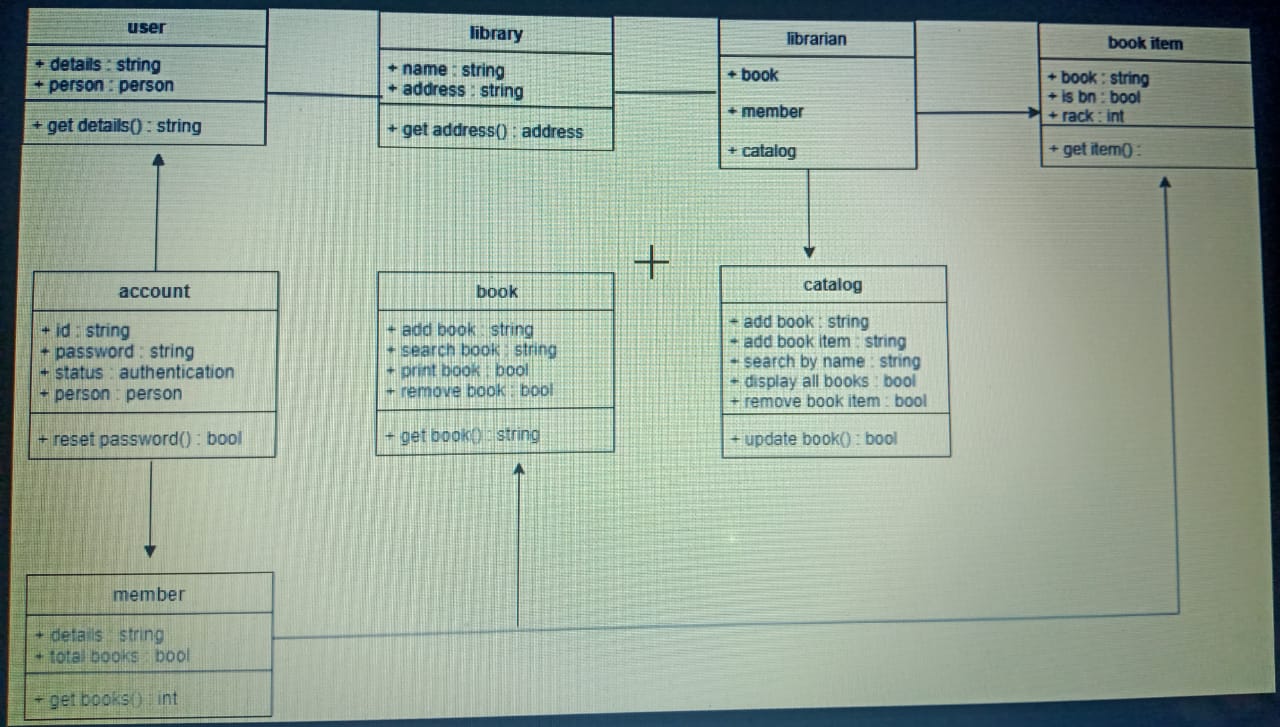 user
+ details : string
+ person : person
+ get details() : string
library
+ name : string
+ address : string
+ get address() : address
librarian
+ book
+ member
+ catalog
book item
+ book : string
+ is bn : bool
+ rack : int
+ get item() :
account
+ id : string
+ password : string
+ status : authentication
+ person : person
+ reset password() : bool
book
+ add book : string
+ search book : string
+ print book : bool
+ remove book : bool
+ get book() : string
catalog
+ add book : string
+ add book item : string
+ search by name : string
+ display all books : bool
+ remove book item : bool
+ update book() : bool
member
+ details : string
+ total books : bool
+ get books() : int